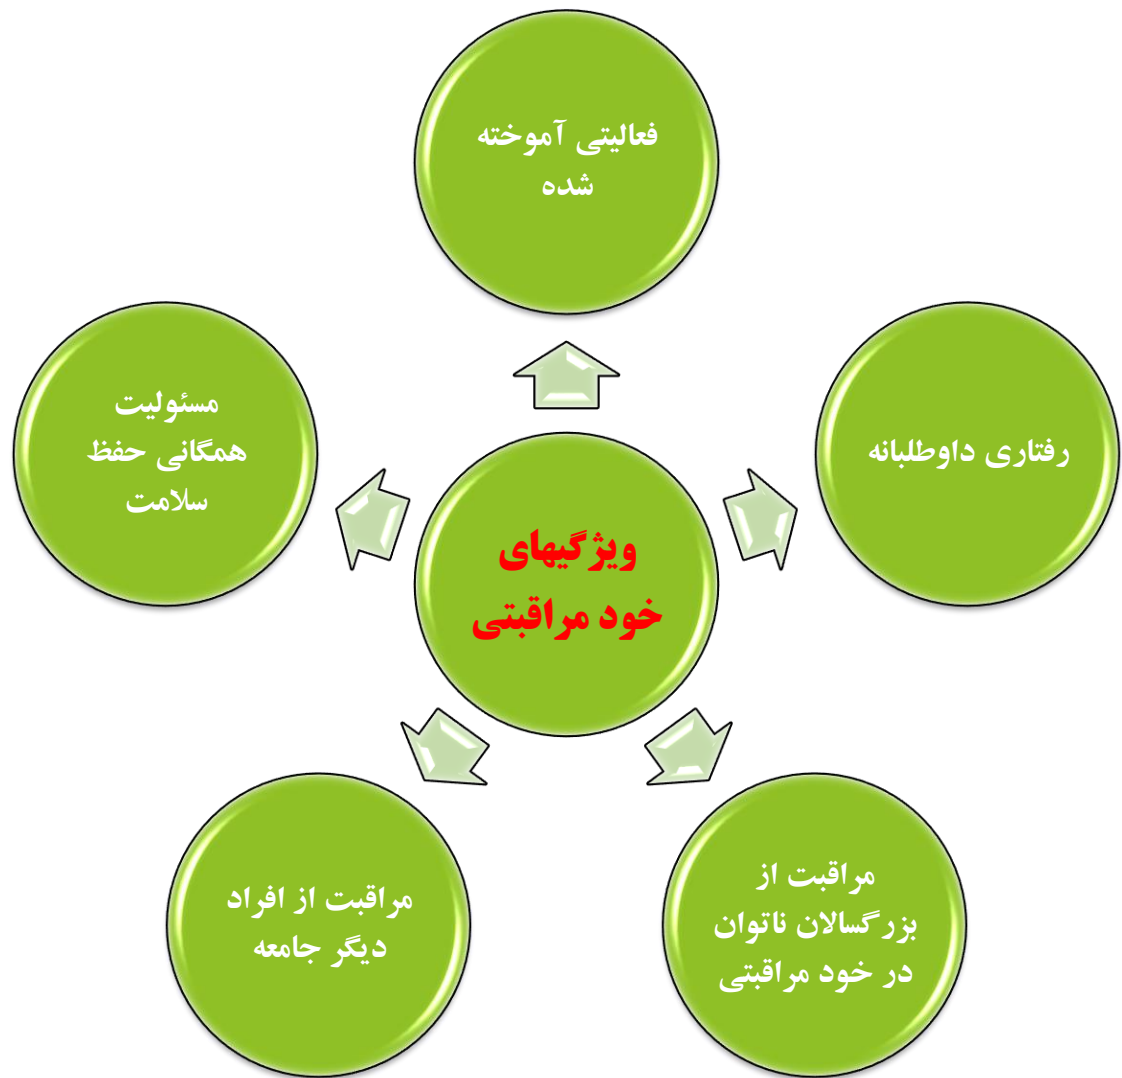 فعالیتی آموخته
شده
رفتاری داوطلبانه
مسئولیت
همگانی حفظ
سلامت
ویژگیهای
خود مراقبتی
مراقبت از
بزرگسالان ناتوان
در خود مراقبتی
مراقبت از افراد
دیگر جامعه